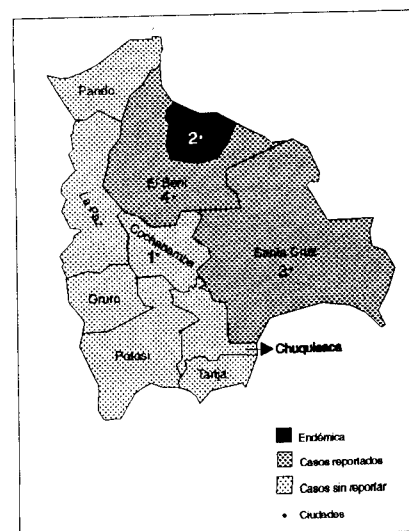 Pando
2•
El Beni
4•
La Paz
Cochabamba
1•
Santa Cruz
3•
Oruro
Potosi
Chuquisaca
Tarija
Endémica
Casos reportados
Casos sin reportar
• Ciudades